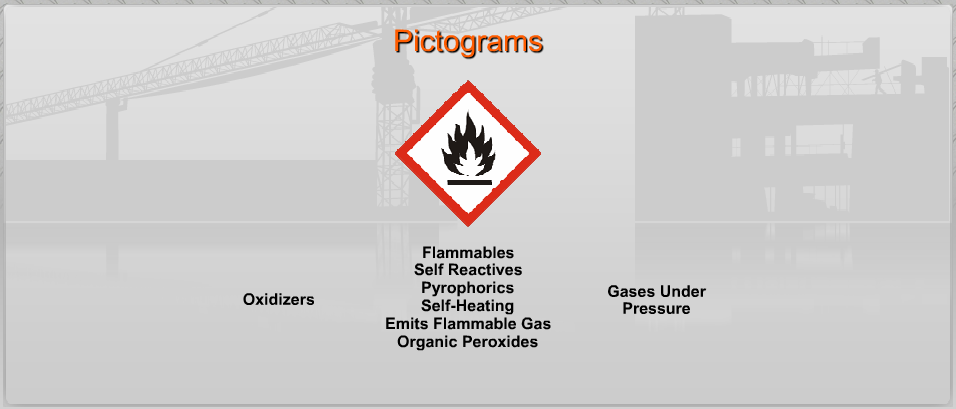 Pictograms
Oxidizers
Flammables
Self Reactives
Pyrophorics
Self-Heating
Emits Flammable Gas
Organic Peroxides
Gases Under
Pressure